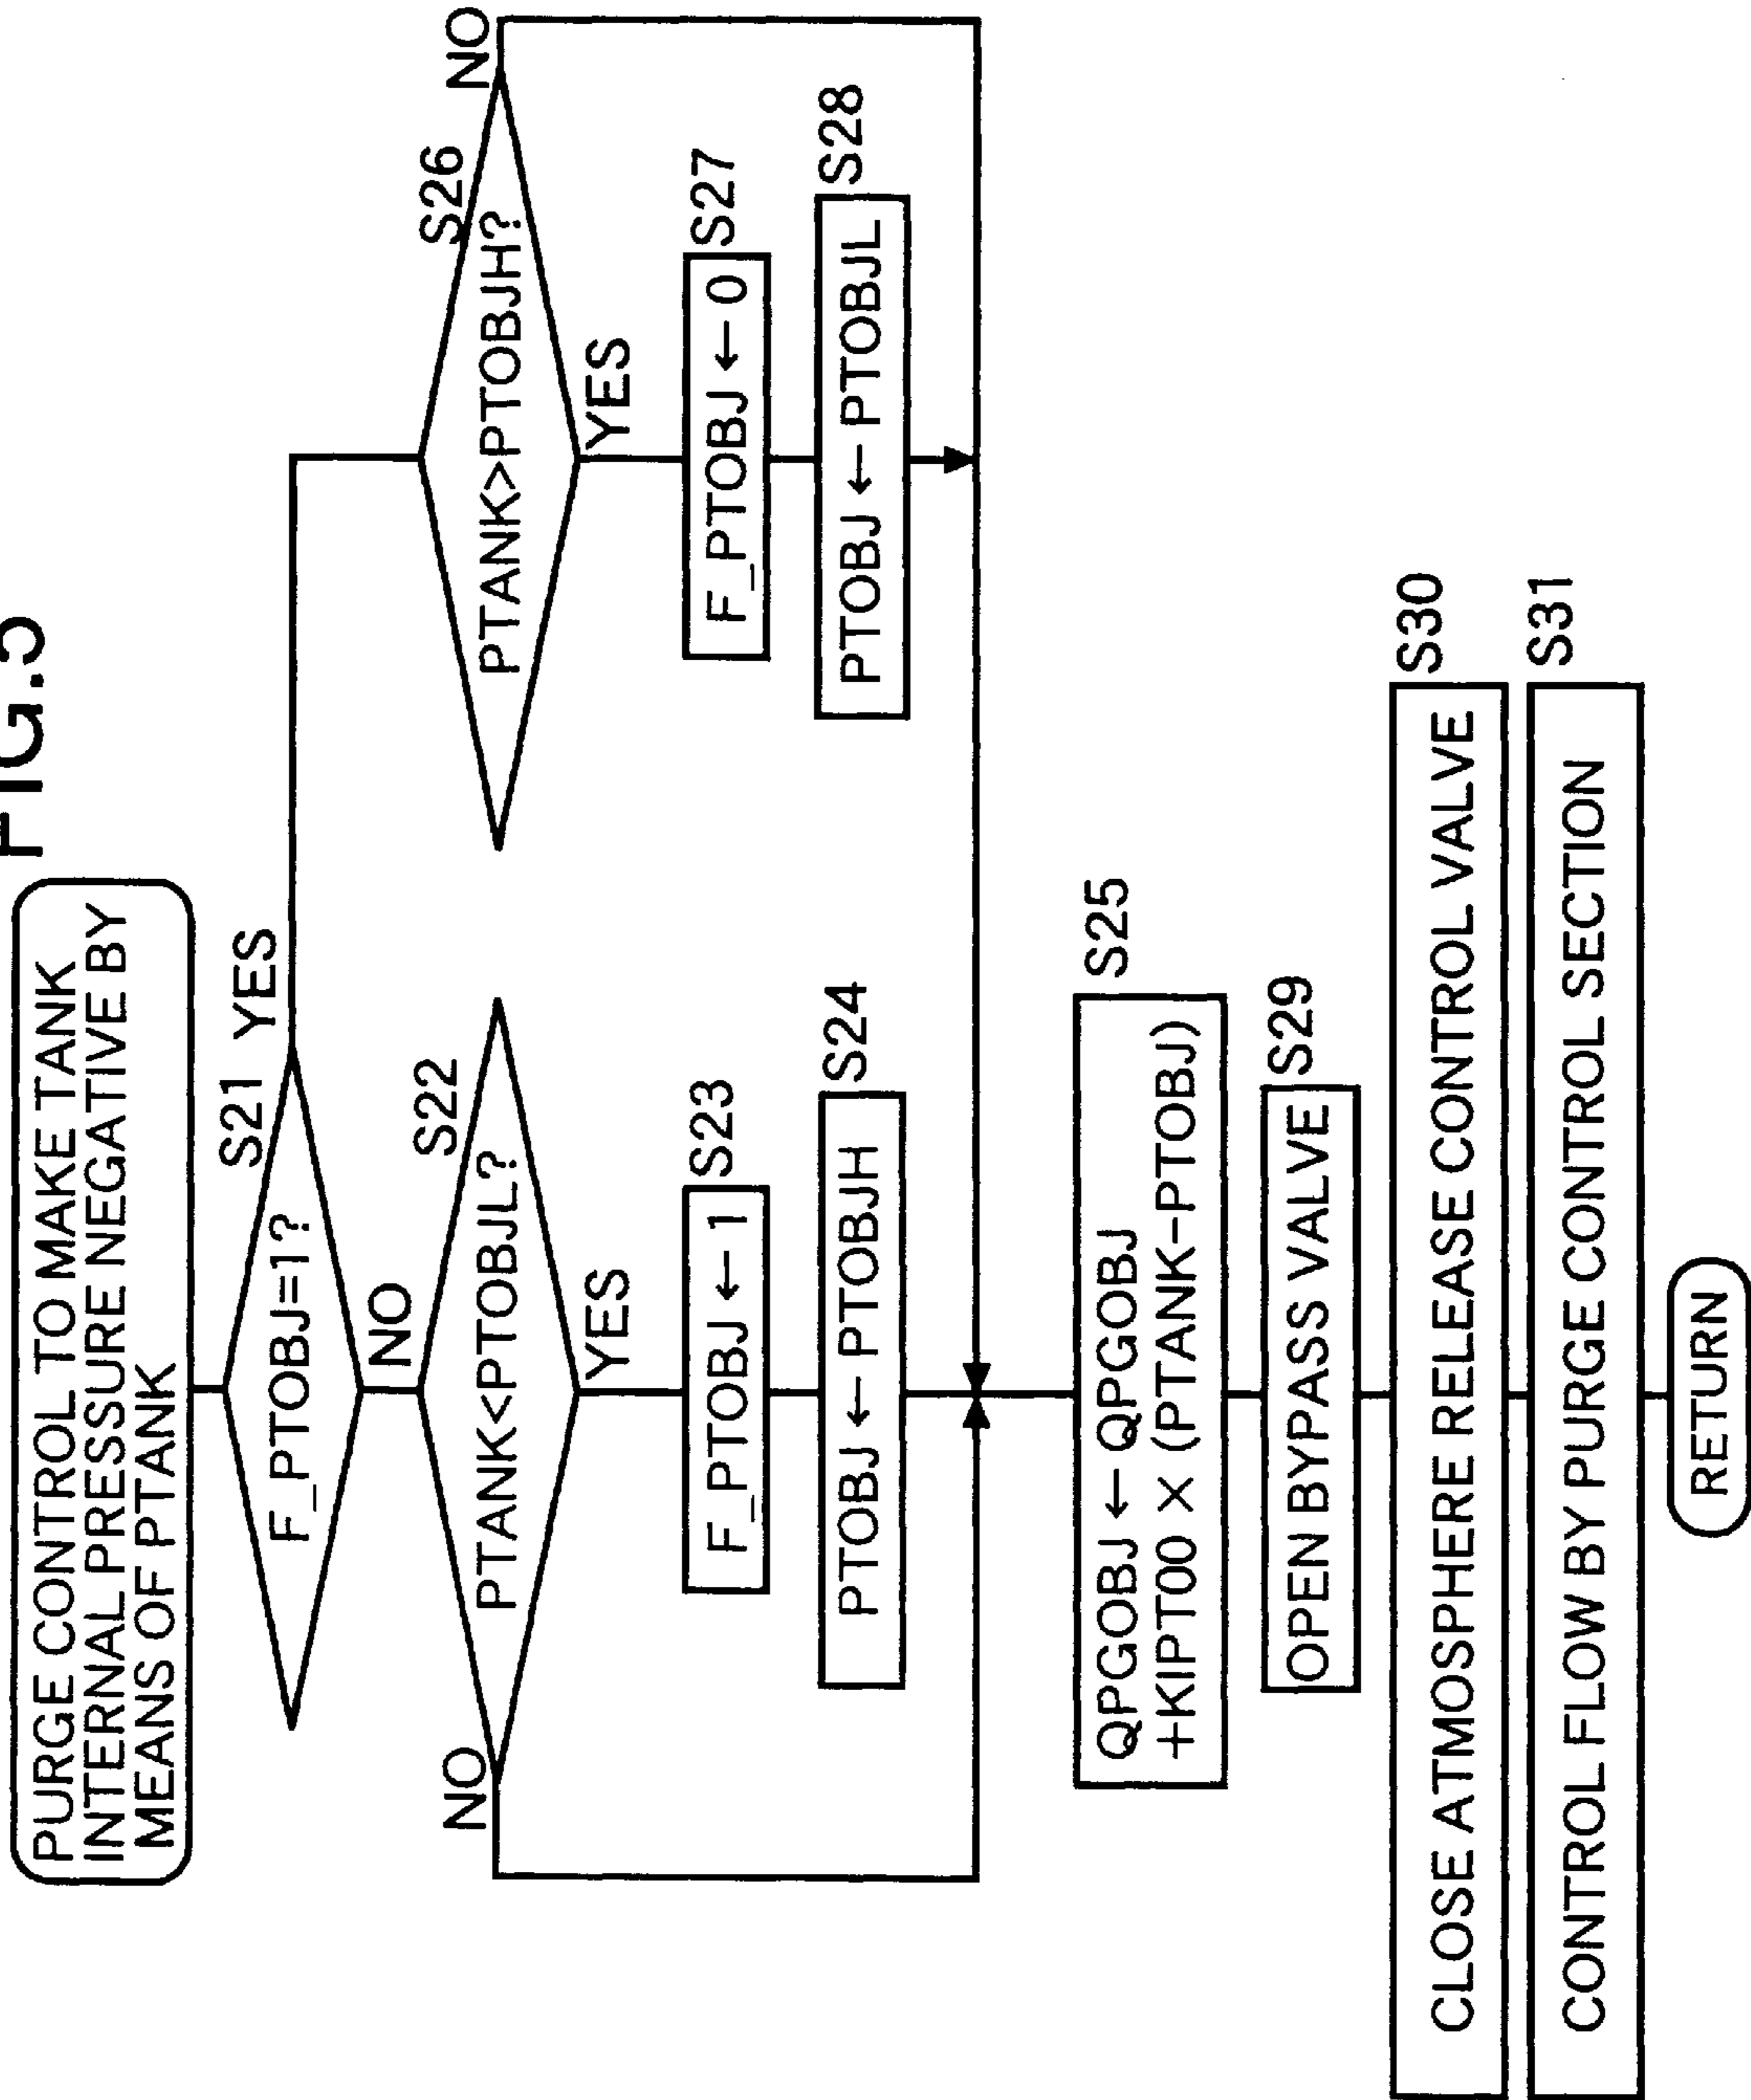 FIG.5
PURGE CONTROL TO MAKE TANK
INTERNAL PRESSURE NEGATIVE BY
MEANS OF PTANK
S21
YES
F_PTOBJ=1?
NO
S22
NO
PTANK<PTOBJL?
YES
S26
NO
PTANK>PTOBJH?
YES
F_PTOBJ ← 1
S23
F_PTOBJ ← 0
S27
PTOBJ ← PTOBJH
S24
PTOBJ ← PTOBJL
S28
S25
QPGOBJ ← QPGOBJ
+KIPT00 × (PTANK-PTOBJ)
OPEN BYPASS VALVE
S29
S30
CLOSE ATMOSPHERE RELEASE CONTROL VALVE
S31
CONTROL FLOW BY PURGE CONTROL SECTION
RETURN